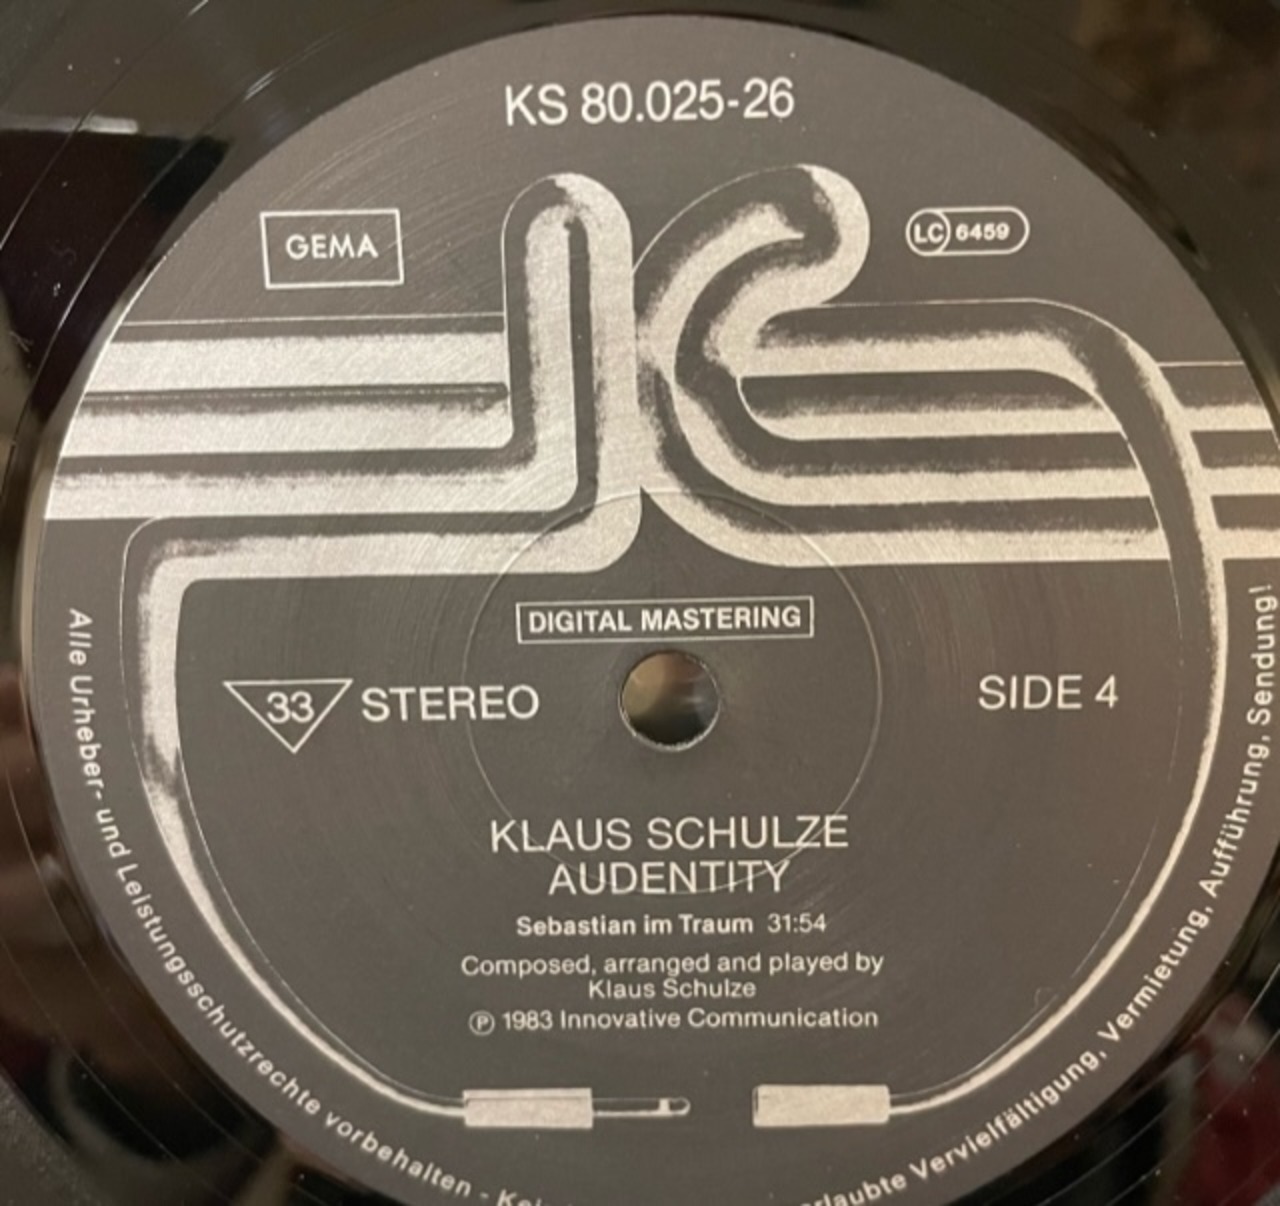 KS 80.025-26
GEMA
LC 6459
DIGITAL MASTERING
33 STEREO
SIDE 4
KLAUS SCHULZE
AUDENTITY
Sebastian im Traum 31:54
Composed, arranged and played by
Klaus Schulze
℗ 1983 Innovative Communication
Alle Urheber- und Leistungsschutzrechte vorbehalten -
Vervielfältigung, Vermietung, Aufführung, Sendung!